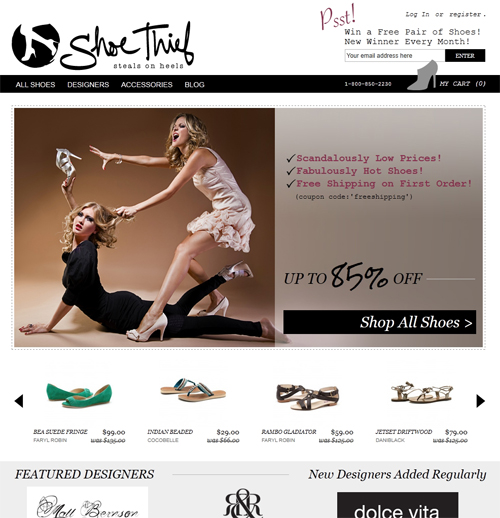 Psst!
Log In or register.
Shoe Thief
steals on heels
Win a Free Pair of Shoes!
New Winner Every Month!
Your email address here
ENTER
ALL SHOES DESIGNERS ACCESSORIES BLOG
1-800-850-2230
MY CART (0)
Scandalously Low Prices!
Fabulously Hot Shoes!
Free Shipping on First Order!
(coupon code:'freeshipping')
UP TO 85% OFF
Shop All Shoes >
BEA SUEDE FRINGE $99.00
FARYL ROBIN was $135.00
INDIAN BEADED $29.00
COCOBELLE was $66.00
RAMBO GLADIATOR $59.00
FARYL ROBIN was $125.00
JETSET DRIFTWOOD $79.00
DANIBLACK was $125.00
FEATURED DESIGNERS
New Designers Added Regularly
Matt Bernson
R&R
dolce vita